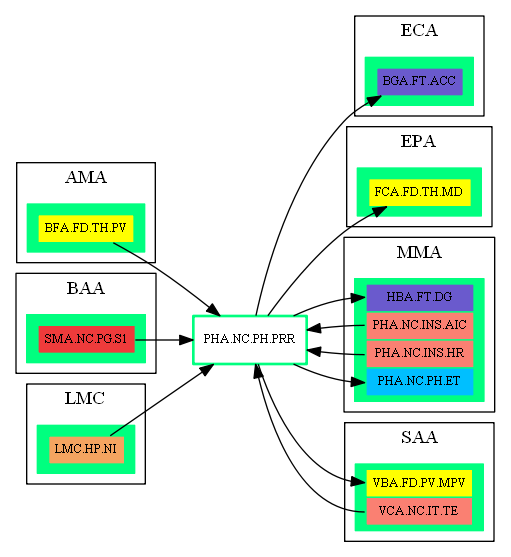 ECA
BGA.FT.ACC
EPA
FCA.FD.TH.MD
AMA
BFA.FD.TH.PV
MMA
HBA.FT.DG
PHA.NC.INS.AIC
PHA.NC.INS.HR
PHA.NC.PH.ET
BAA
SMA.NC.PG.S1
PHA.NC.PH.PRR
LMC
LMC.HP.NI
SAA
VBA.FD.PV.MPV
VCA.NC.IT.TE